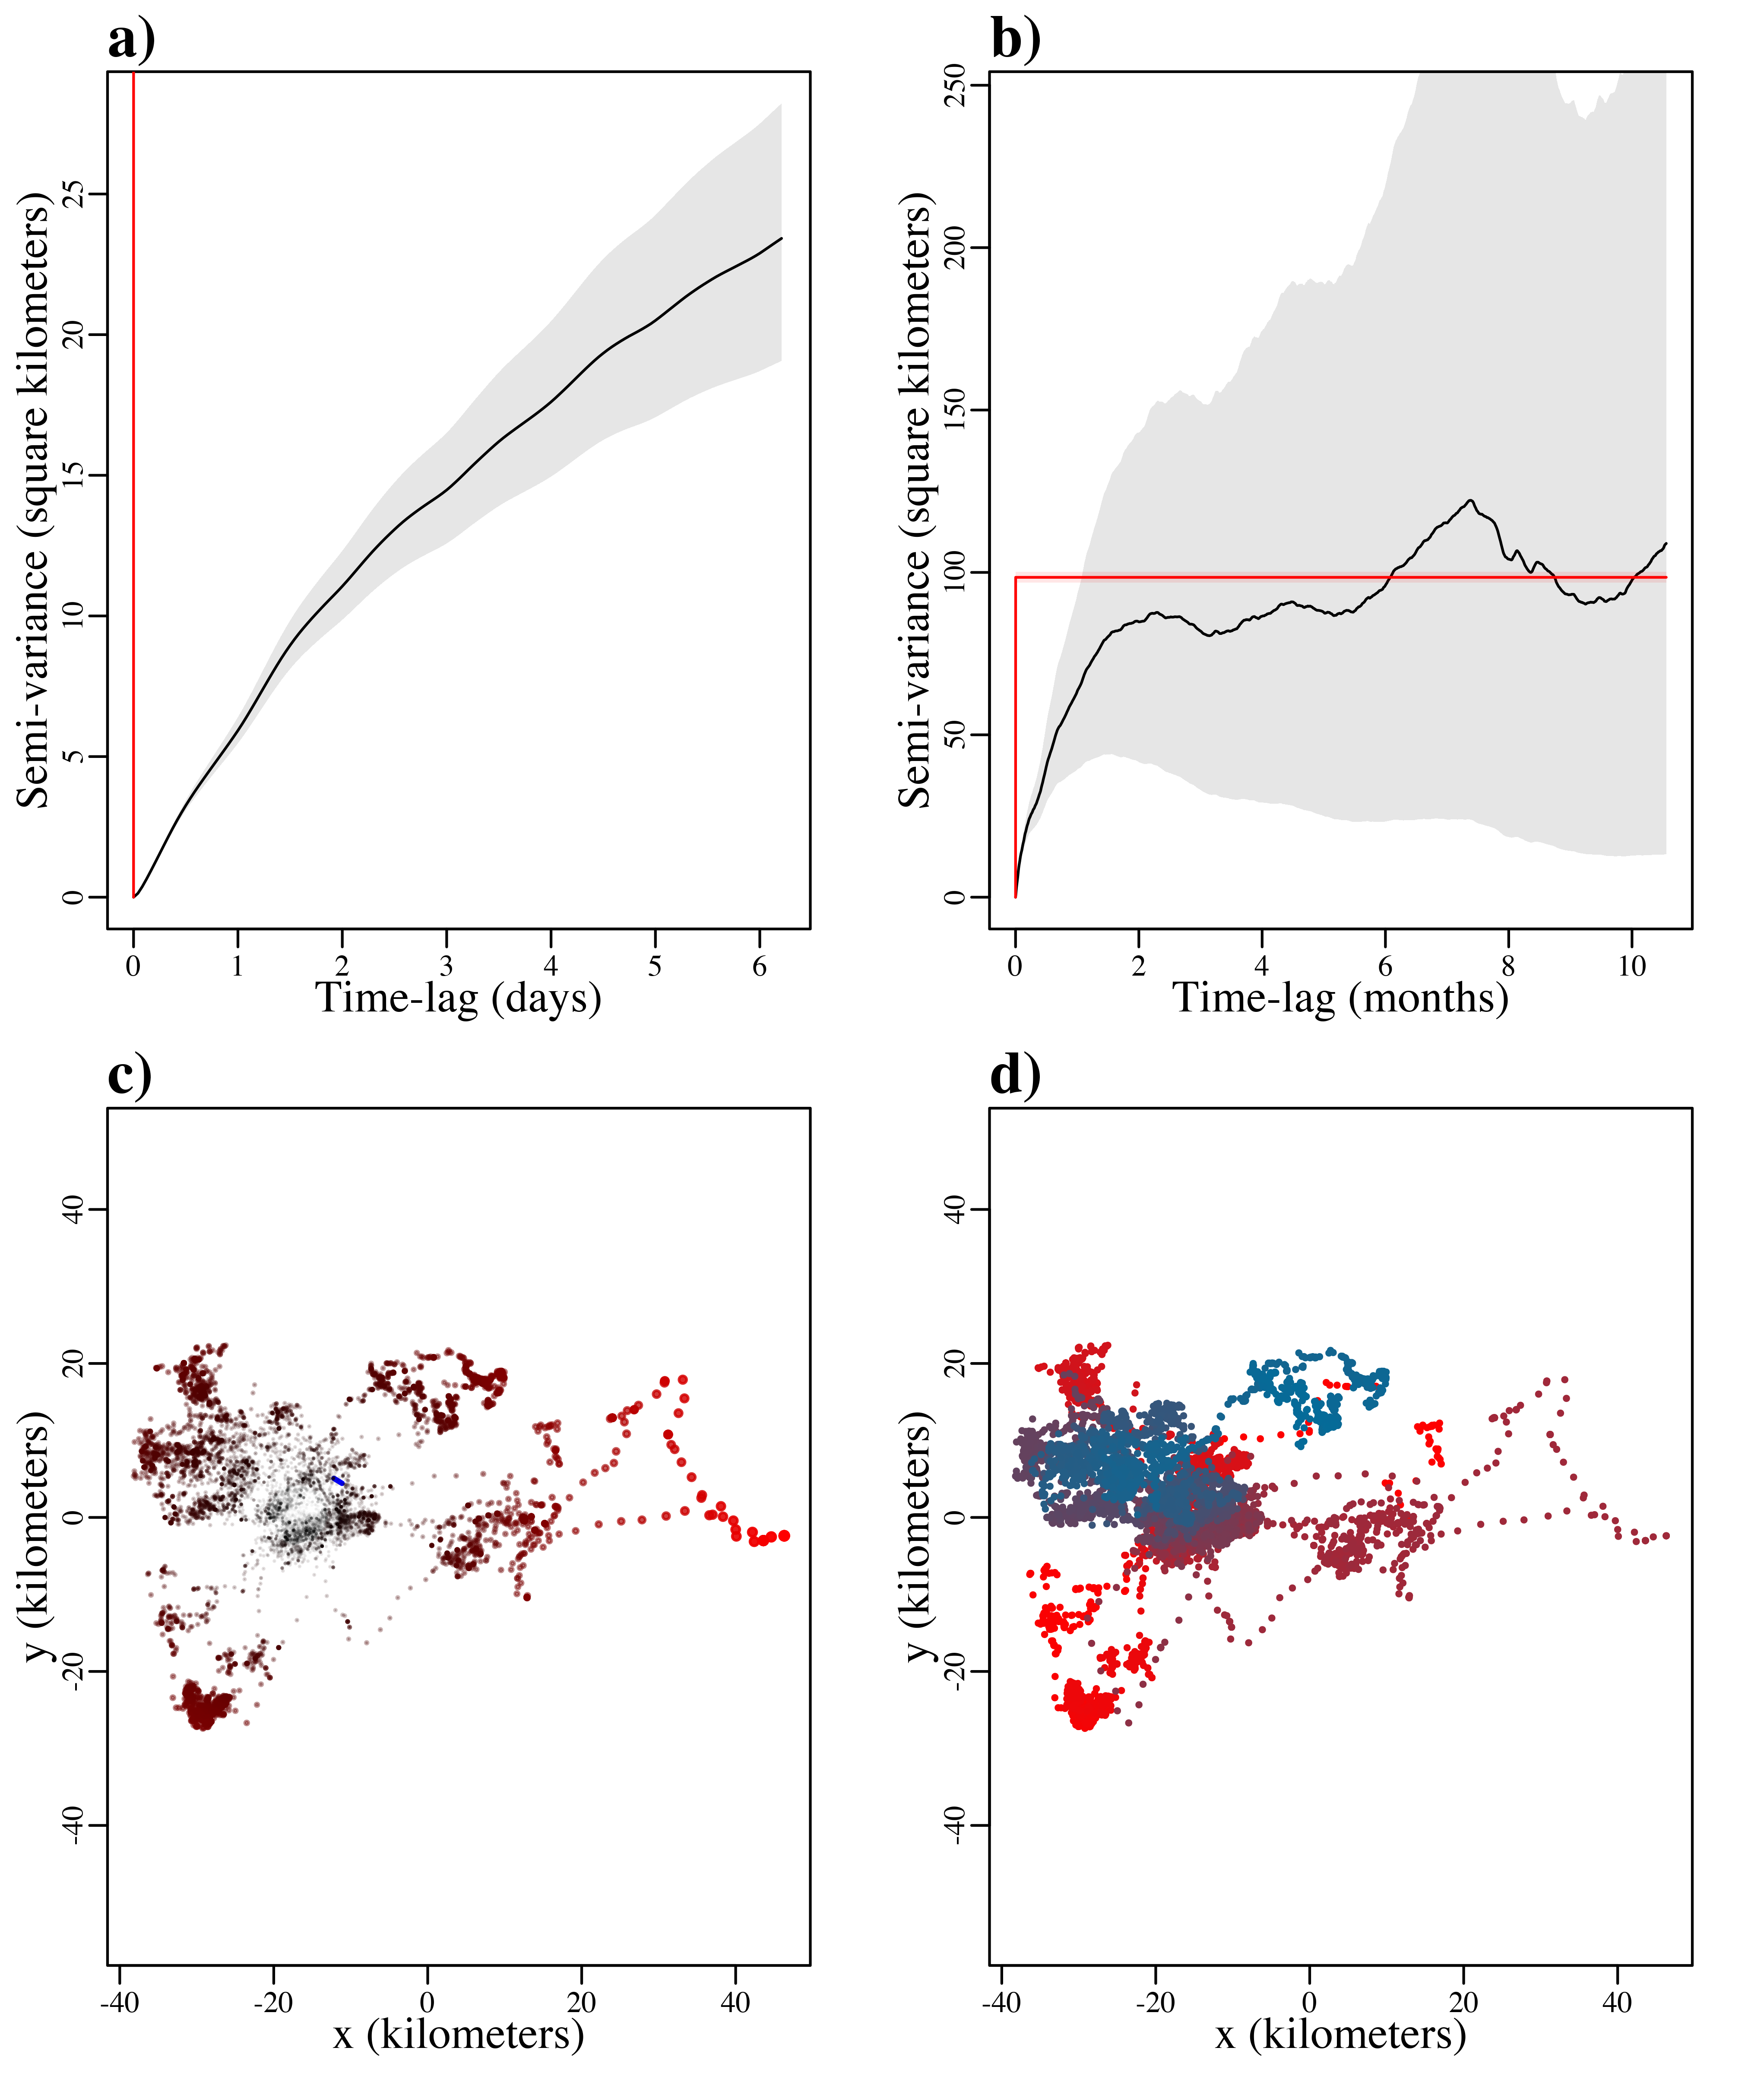 a)
Semi-variance (square kilometers)
25
20
15
10
5
0
0 1 2 3 4 5 6
Time-lag (days)
b)
Semi-variance (square kilometers)
250
200
150
100
50
0
0 2 4 6 8 10
Time-lag (months)
c)
y (kilometers)
40
20
0
-20
-40
-40 -20 0 20 40
x (kilometers)
d)
y (kilometers)
40
20
0
-20
-40
-40 -20 0 20 40
x (kilometers)